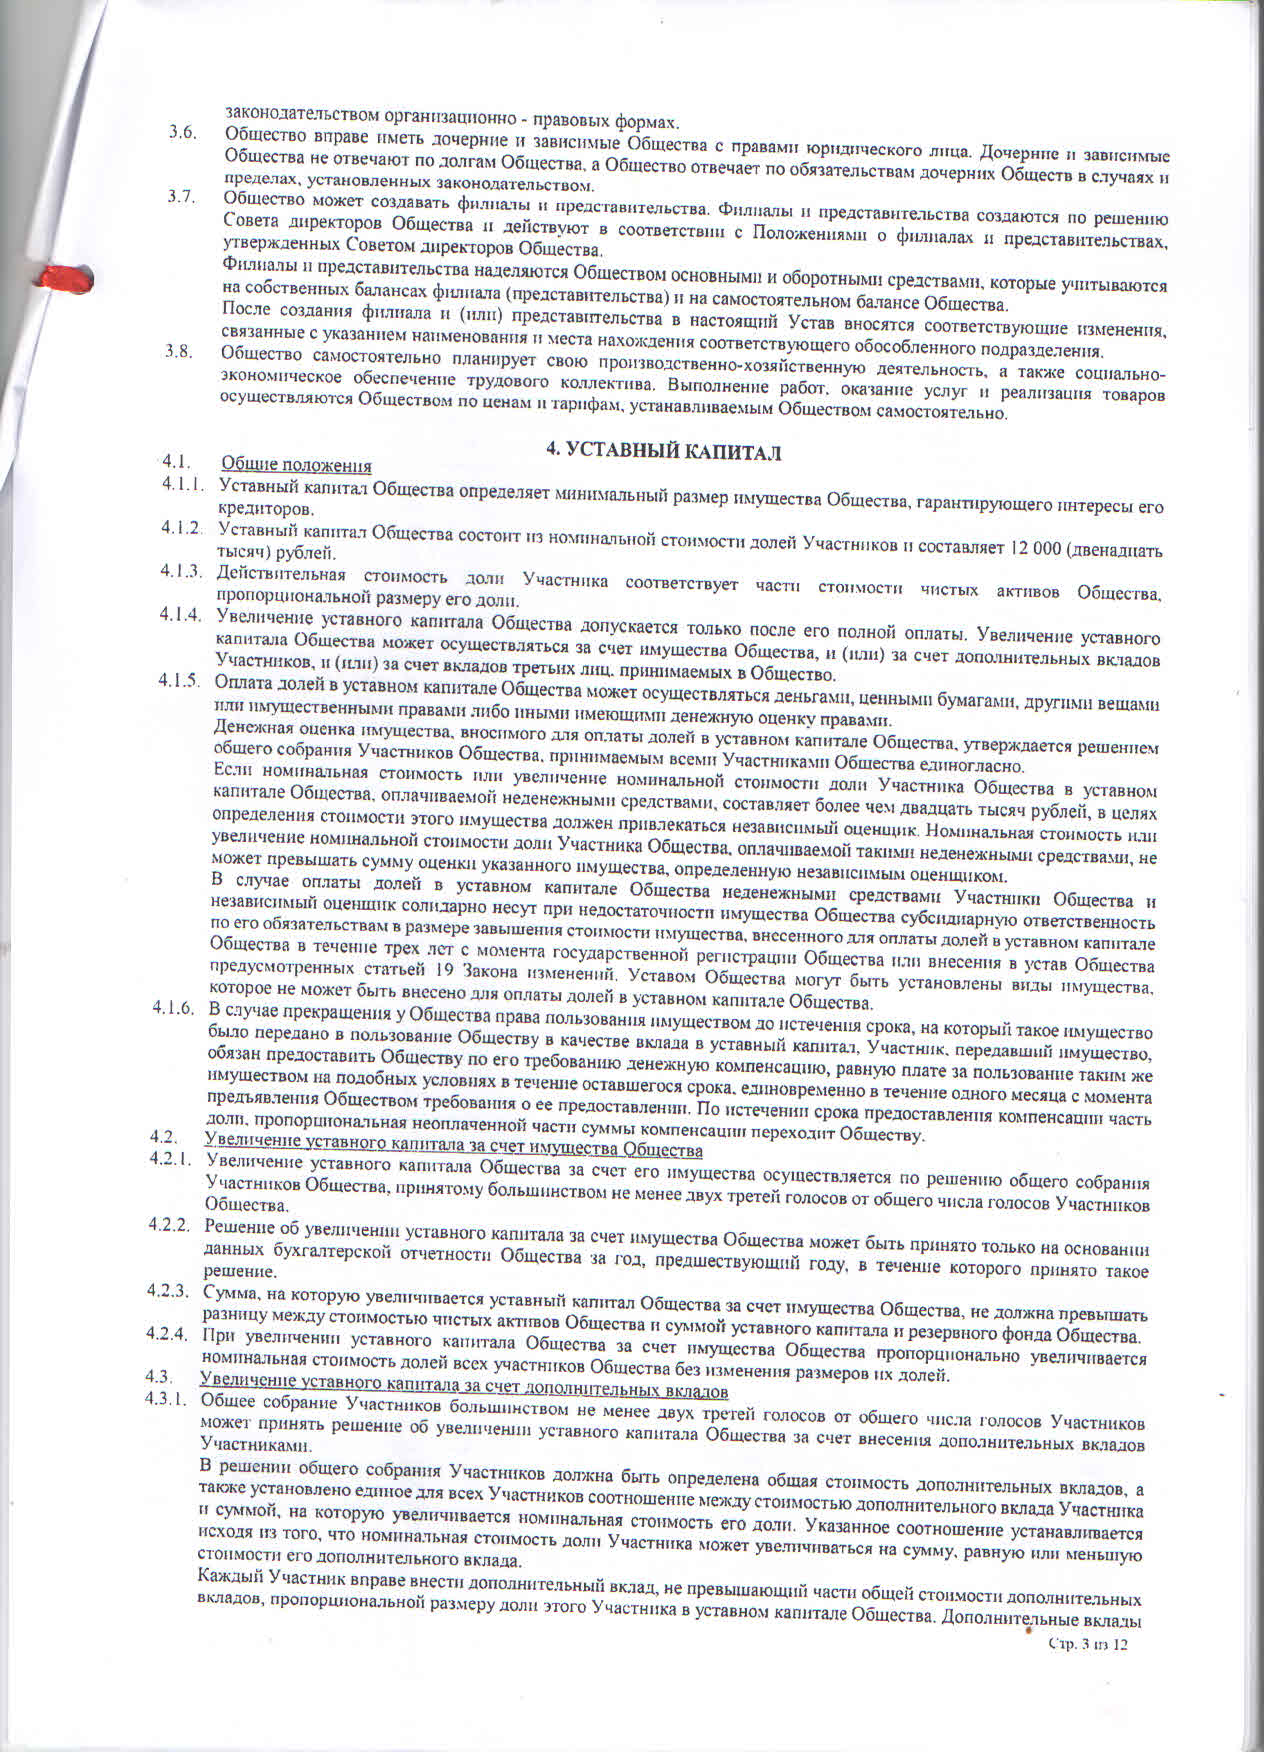 законодательством организационно - правовых формах.
3.6. Общество вправе иметь дочерние и зависимые Общества с правами юридического лица. Дочерние и зависимые
Общества не отвечают по долгам Общества, а Общество отвечает по обязательствам дочерних Обществ в случаях и
пределах, установленных законодательством.
3.7. Общество может создавать филиалы и представительства. Филиалы и представительства создаются по решению
Совета директоров Общества и действуют в соответствии с Положениями о филиалах и представительствах,
утвержденных Советом директоров Общества.
Филиалы и представительства наделяются Обществом основными и оборотными средствами, которые учитываются
на собственных балансах филиала (представительства) и на самостоятельном балансе Общества.
После создания филиала и (или) представительства в настоящий Устав вносятся соответствующие изменения,
связанные с указанием наименования и места нахождения соответствующего обособленного подразделения.
3.8. Общество самостоятельно планирует свою производственно-хозяйственную деятельность, а также социально-
экономическое обеспечение трудового коллектива. Выполнение работ, оказание услуг и реализация товаров
осуществляются Обществом по ценам и тарифам, устанавливаемым Обществом самостоятельно.
4. УСТАВНЫЙ КАПИТАЛ
4.1. Общие положения
4.1.1. Уставный капитал Общества определяет минимальный размер имущества Общества, гарантирующего интересы его
кредиторов.
4.1.2. Уставный капитал Общества состоит из номинальной стоимости долей Участников и составляет 12 000 (двенадцать
тысяч) рублей.
4.1.3. Действительная стоимость доли Участника соответствует части стоимости чистых активов Общества,
пропорциональной размеру его доли.
4.1.4. Увеличение уставного капитала Общества допускается только после его полной оплаты. Увеличение уставного
капитала Общества может осуществляться за счет имущества Общества, и (или) за счет дополнительных вкладов
Участников, и (или) за счет вкладов третьих лиц, принимаемых в Общество.
4.1.5. Оплата долей в уставном капитале Общества может осуществляться деньгами, ценными бумагами, другими вещами
или имущественными правами либо иными имеющими денежную оценку правами.
Денежная оценка имущества, вносимого для оплаты долей в уставном капитале Общества, утверждается решением
общего собрания Участников Общества, принимаемым всеми Участниками Общества единогласно.
Если номинальная стоимость или увеличение номинальной стоимости доли Участника Общества в уставном
капитале Общества, оплачиваемой неденежными средствами, составляет более чем двадцать тысяч рублей, в целях
определения стоимости этого имущества должен привлекаться независимый оценщик. Номинальная стоимость или
увеличение номинальной стоимости доли Участника Общества, оплачиваемой такими неденежными средствами, не
может превышать сумму оценки указанного имущества, определенную независимым оценщиком.
В случае оплаты долей в уставном капитале Общества неденежными средствами Участники Общества и
независимый оценщик солидарно несут при недостаточности имущества Общества субсидиарную ответственность
по его обязательствам в размере завышения стоимости имущества, внесенного для оплаты долей в уставном капитале
Общества в течение трех лет с момента государственной регистрации Общества или внесения в устав Общества
предусмотренных статьей 19 Закона изменений. Уставом Общества могут быть установлены виды имущества,
которое не может быть внесено для оплаты долей в уставном капитале Общества.
4.1.6. В случае прекращения у Общества права пользования имуществом до истечения срока, на который такое имущество
было передано в пользование Обществу в качестве вклада в уставный капитал, Участник, передавший имущество,
обязан предоставить Обществу по его требованию денежную компенсацию, равную плате за пользование таким же
имуществом на подобных условиях в течение оставшегося срока, единовременно в течение одного месяца с момента
предъявления Обществом требования о ее предоставлении. По истечении срока предоставления компенсации часть
доли, пропорциональная неоплаченной части суммы компенсации переходит Обществу.
4.2. Увеличение уставного капитала за счет имущества Общества
4.2.1. Увеличение уставного капитала Общества за счет его имущества осуществляется по решению общего собрания
Участников Общества, принятому большинством не менее двух третей голосов от общего числа голосов Участников
Общества.
4.2.2. Решение об увеличении уставного капитала за счет имущества Общества может быть принято только на основании
данных бухгалтерской отчетности Общества за год, предшествующий году, в течение которого принято такое
решение.
4.2.3. Сумма, на которую увеличивается уставный капитал Общества за счет имущества Общества, не должна превышать
разницу между стоимостью чистых активов Общества и суммой уставного капитала и резервного фонда Общества.
4.2.4. При увеличении уставного капитала Общества за счет имущества Общества пропорционально увеличивается
номинальная стоимость долей всех участников Общества без изменения размеров их долей.
4.3. Увеличение уставного капитала за счет дополнительных вкладов
4.3.1. Общее собрание Участников большинством не менее двух третей голосов от общего числа голосов Участников
может принять решение об увеличении уставного капитала Общества за счет внесения дополнительных вкладов
Участниками.
В решении общего собрания Участников должна быть определена общая стоимость дополнительных вкладов, а
также установлено единое для всех Участников соотношение между стоимостью дополнительного вклада Участника
и суммой, на которую увеличивается номинальная стоимость его доли. Указанное соотношение устанавливается
исходя из того, что номинальная стоимость доли Участника может увеличиваться на сумму, равную или меньшую
стоимости его дополнительного вклада.
Каждый Участник вправе внести дополнительный вклад, не превышающий части общей стоимости дополнительных
вкладов, пропорциональной размеру доли этого Участника в уставном капитале Общества. Дополнительные вклады
Стр. 3 из 12